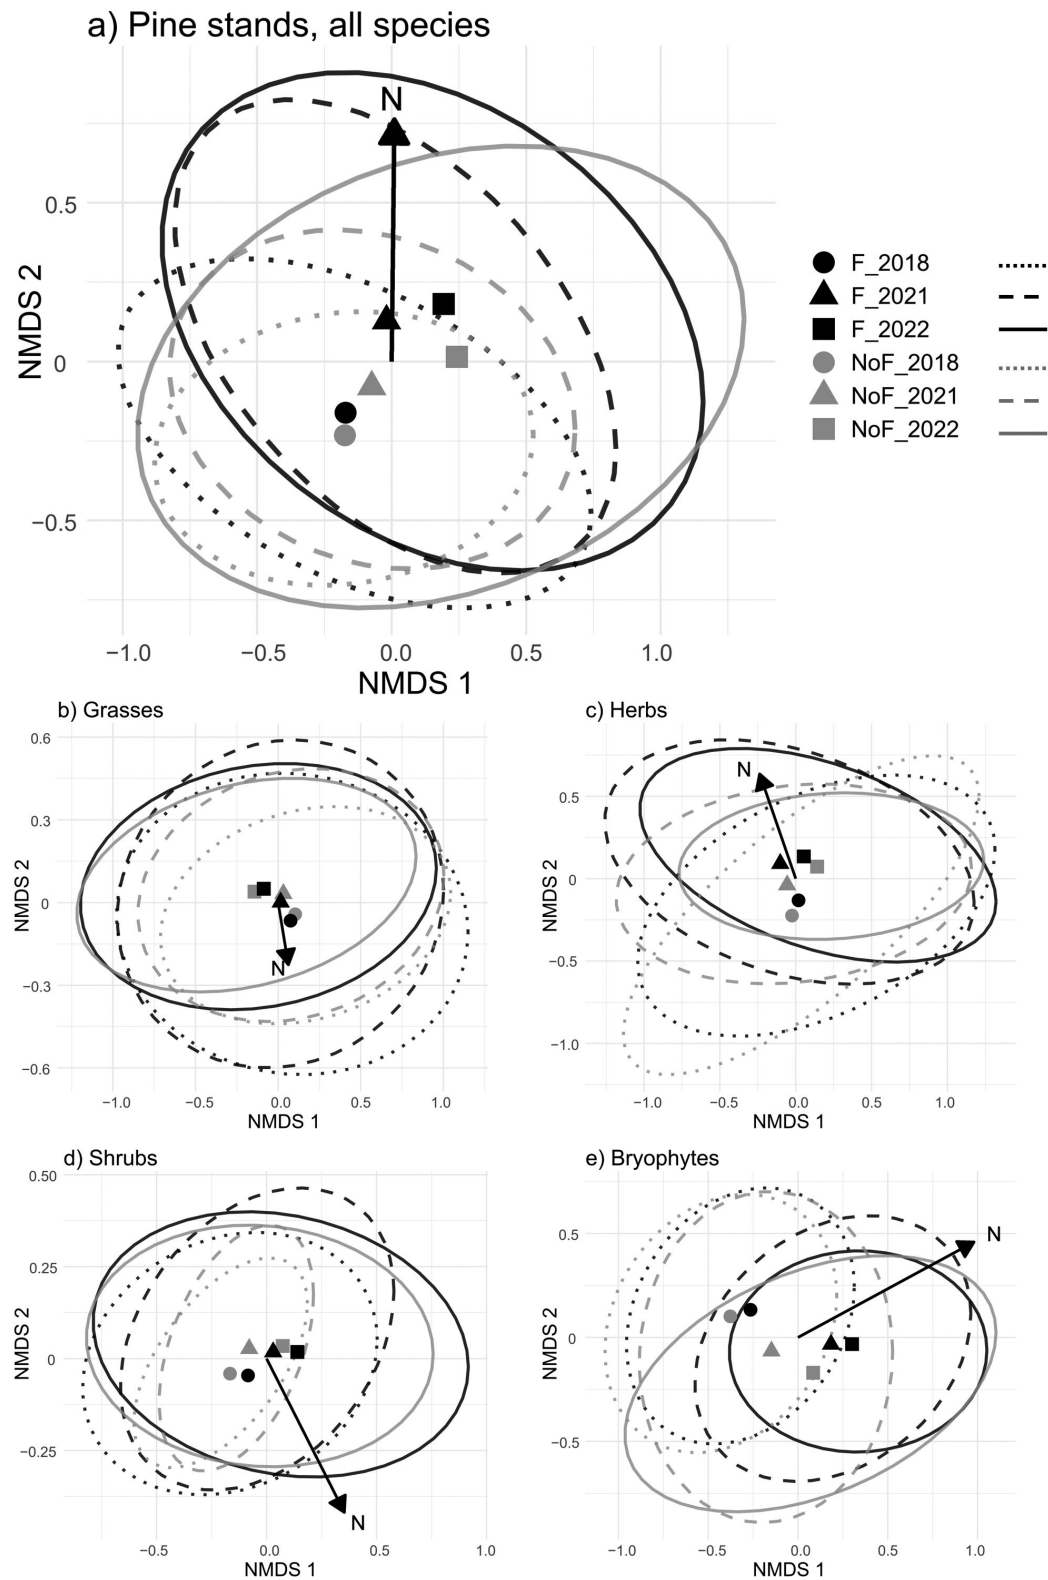 a) Pine stands, all species
N
0.5
0
−0.5
NMDS 2
−1.0
−0.5
0.0
0.5
1.0
NMDS 1
F_2018
F_2021
F_2022
NoF_2018
NoF_2021
NoF_2022
b) Grasses
0.6
0.3
0
−0.3
−0.6
NMDS 2
N
−1.0
−0.5
0.0
0.5
1.0
NMDS 1
c) Herbs
0.5
0
−0.5
−1.0
NMDS 2
N
−1.0
−0.5
0.0
0.5
1.0
NMDS 1
d) Shrubs
0.50
0.25
0
−0.25
NMDS 2
N
−0.5
0.0
0.5
1.0
NMDS 1
e) Bryophytes
0.5
0
−0.5
NMDS 2
N
−1.0
−0.5
0.0
0.5
1.0
NMDS 1